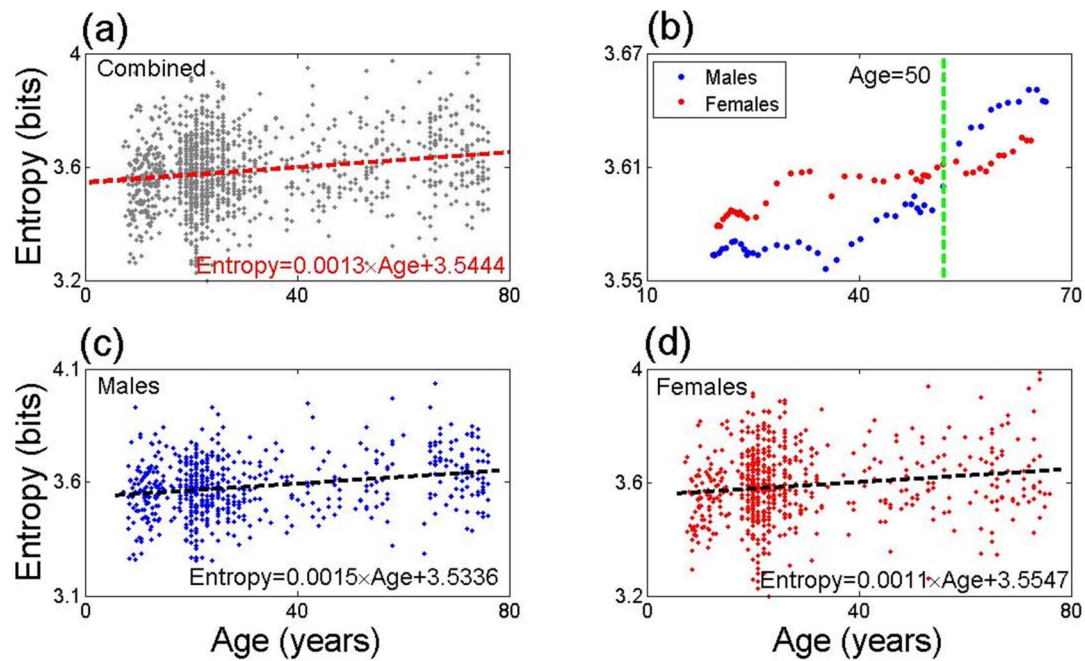 (a)
Combined
Entropy (bits)
4
3.6
3.2
0
40
80
Entropy=0.0013×Age+3.5444
(b)
Males
Females
Age=50
3.67
3.61
3.55
10
40
70
(c)
Males
Entropy (bits)
4.1
3.6
3.1
0
40
80
Entropy=0.0015×Age+3.5336
Age (years)
(d)
Females
4
3.6
3.2
0
40
80
Entropy=0.0011×Age+3.5547
Age (years)